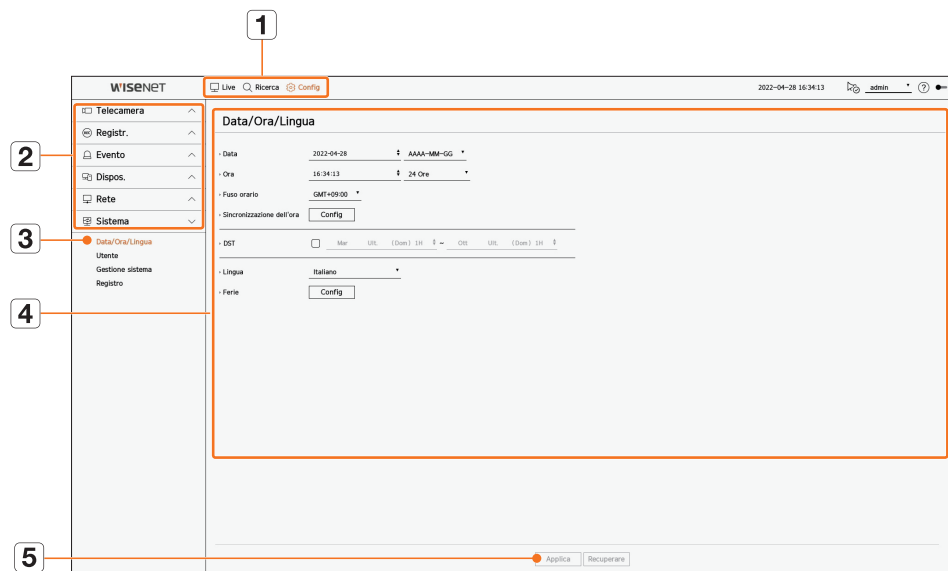 1
WISENET Live Ricerca Config 2022-04-28 16:34:13 admin ?
2
Telecamera
Registr.
Evento
Dispos.
Rete
Sistema
3
Data/Ora/Lingua
Utente
Gestione sistema
Registro
4
Data/Ora/Lingua
Data 2022-04-28 AAAA-MM-GG
Ora 16:34:13 24 Ore
Fuso orario GMT+09:00
Sincronizzazione dell'ora Config
DST Mar Ult. (Dom) 1H ~ Ott Ult. (Dom) 1H
Lingua Italiano
Ferie Config
5
Applica Recuperare